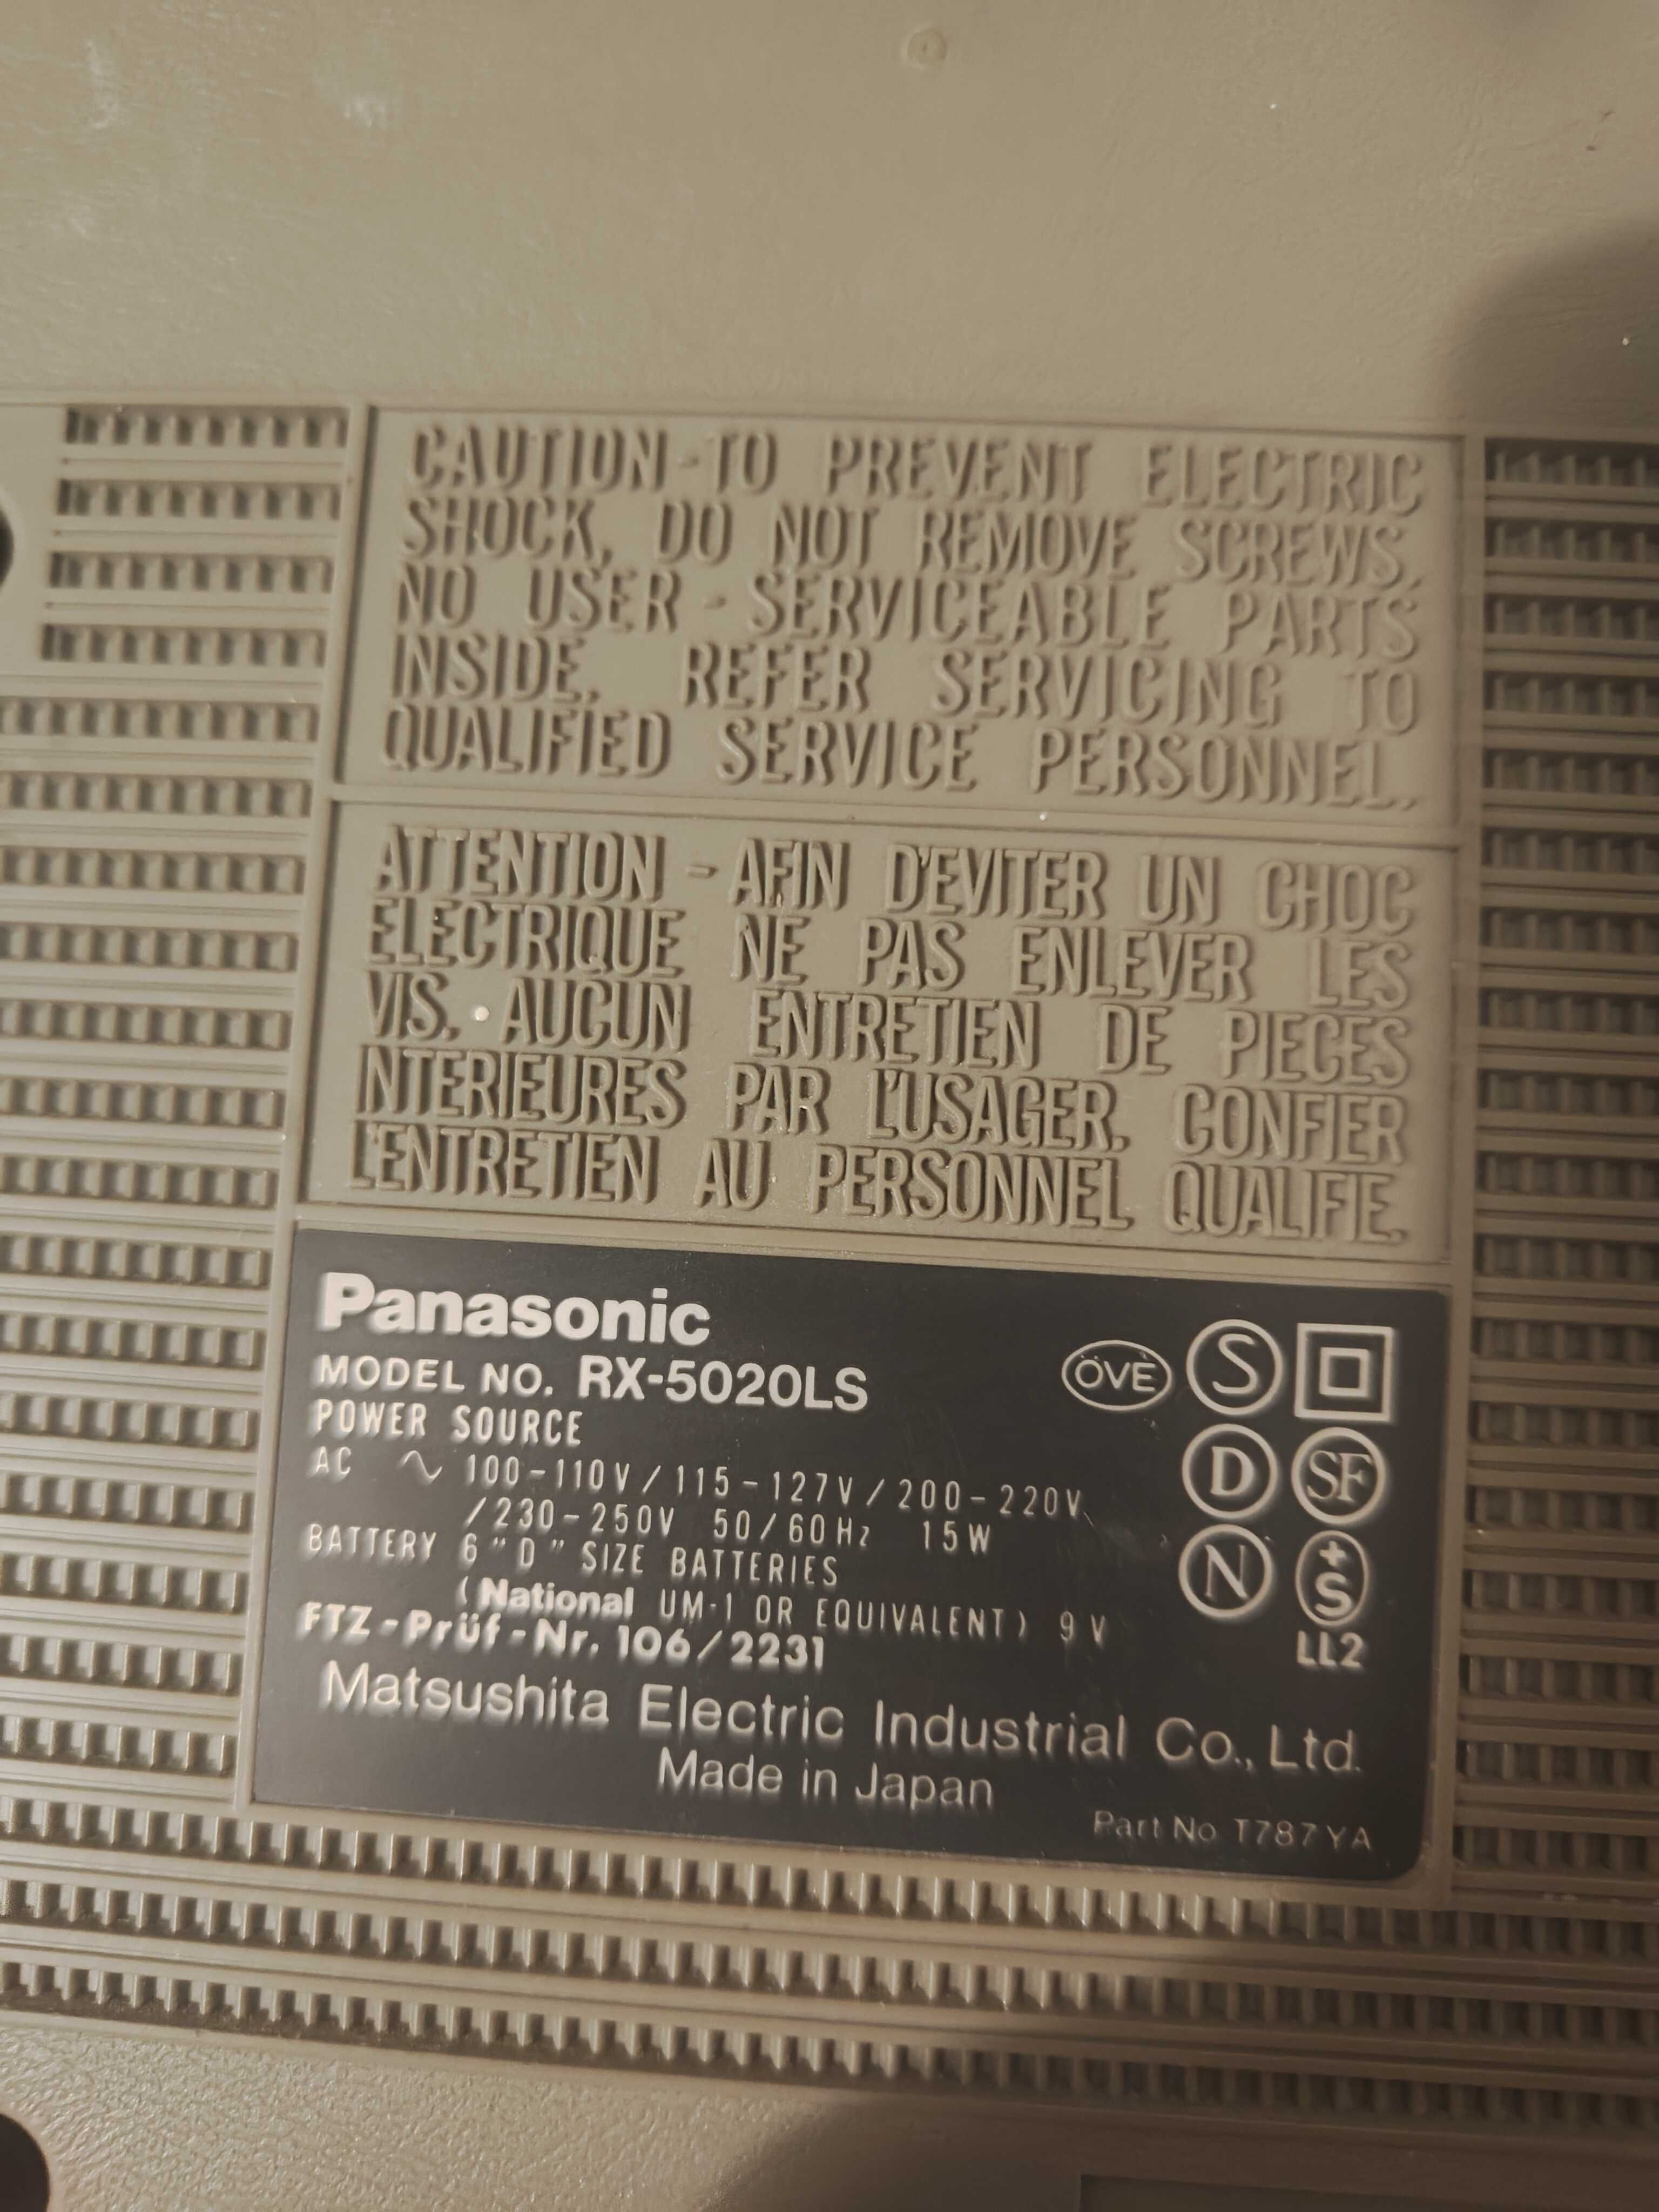 CAUTION-TO PREVENT ELECTRIC
SHOCK, DO NOT REMOVE SCREWS.
NO USER-SERVICEABLE PARTS
INSIDE. REFER SERVICING TO
QUALIFIED SERVICE PERSONNEL.
ATTENTION-AFIN D'EVITER UN CHOC
ELECTRIQUE NE PAS ENLEVER LES
VIS. AUCUN ENTRETIEN DE PIECES
INTERIEURES PAR L'USAGER. CONFIER
L'ENTRETIEN AU PERSONNEL QUALIFIE.
Panasonic
MODEL NO. RX-5020LS
POWER SOURCE
AC ∿ 100-110V/115-127V/200-220V
/230-250V 50/60Hz 15W
BATTERY 6"D" SIZE BATTERIES
(National UM-1 OR EQUIVALENT) 9V
FTZ-Prüf-Nr. 106/2231
ÖVE S
D SF
N +S
LL2
Matsushita Electric Industrial Co., Ltd.
Made in Japan
Part No T787YA